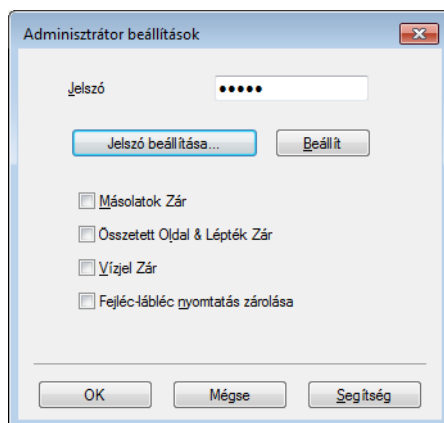 Adminisztrátor beállítások
Jelszó
•••••
Jelszó beállítása... Beállít
Másolatok Zár
Összetett Oldal & Lépték Zár
Vízjel Zár
Fejléc-lábléc nyomtatás zárolása
OK Mégse Segítség